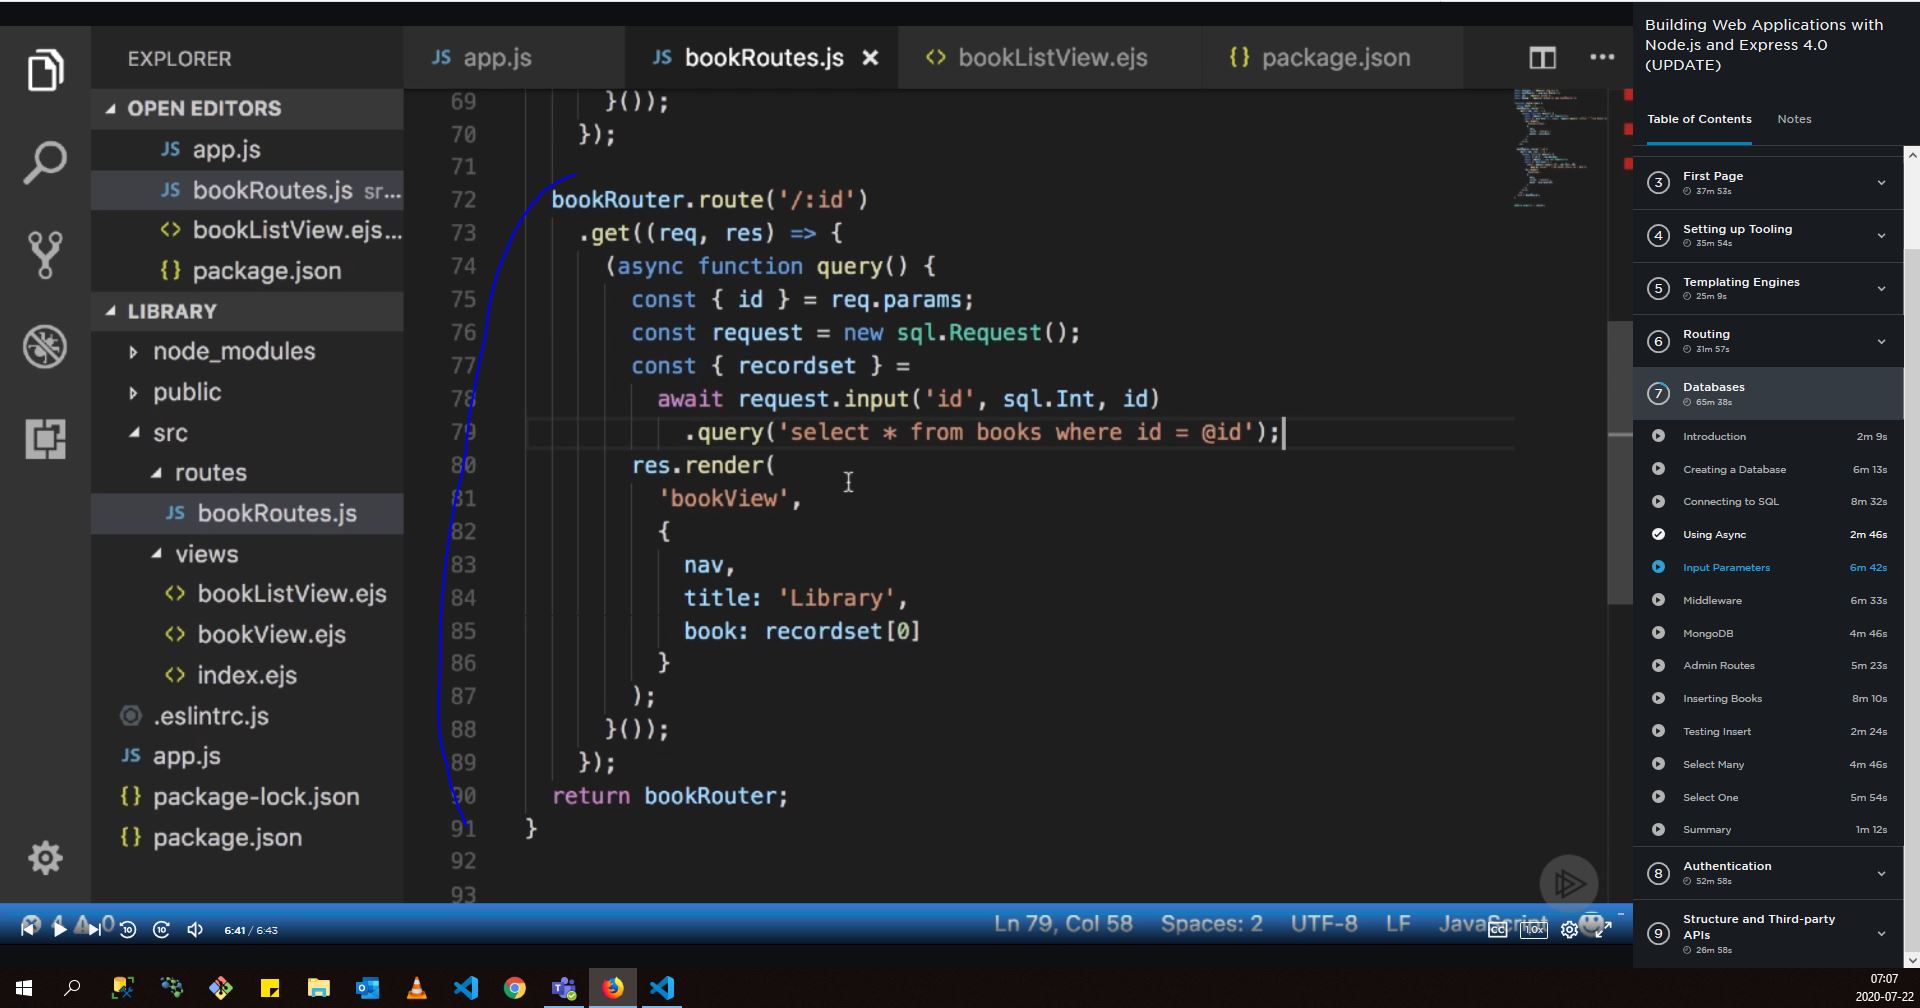 EXPLORER
OPEN EDITORS
JS app.js
JS bookRoutes.js sr...
<> bookListView.ejs...
{} package.json
LIBRARY
node_modules
public
src
routes
JS bookRoutes.js
views
<> bookListView.ejs
<> bookView.ejs
<> index.ejs
.eslintrc.js
JS app.js
{} package-lock.json
{} package.json
JS app.js
JS bookRoutes.js
<> bookListView.ejs
{} package.json
69 }());
70 });
71
72 bookRouter.route('/:id')
73 .get((req, res) => {
74 (async function query() {
75 const { id } = req.params;
76 const request = new sql.Request();
77 const { recordset } =
78 await request.input('id', sql.Int, id)
79 .query('select * from books where id = @id');
80 res.render(
81 'bookView',
82 {
83 nav,
84 title: 'Library',
85 book: recordset[0]
86 }
87 );
88 }());
89 });
90 return bookRouter;
91 }
92
93
10
10
6:41 / 6:43
Ln 79, Col 58
Spaces: 2
UTF-8
LF
JavaScript
CC
1.0x
Building Web Applications with
Node.js and Express 4.0
(UPDATE)
Table of Contents
Notes
3 First Page
37m 53s
4 Setting up Tooling
35m 54s
5 Templating Engines
25m 9s
6 Routing
31m 57s
7 Databases
65m 38s
Introduction 2m 9s
Creating a Database 6m 13s
Connecting to SQL 8m 32s
Using Async 2m 46s
Input Parameters 6m 42s
Middleware 6m 33s
MongoDB 4m 46s
Admin Routes 5m 23s
Inserting Books 8m 10s
Testing Insert 2m 24s
Select Many 4m 46s
Select One 5m 54s
Summary 1m 12s
8 Authentication
52m 58s
9 Structure and Third-party
APIs
26m 58s
07:07
2020-07-22